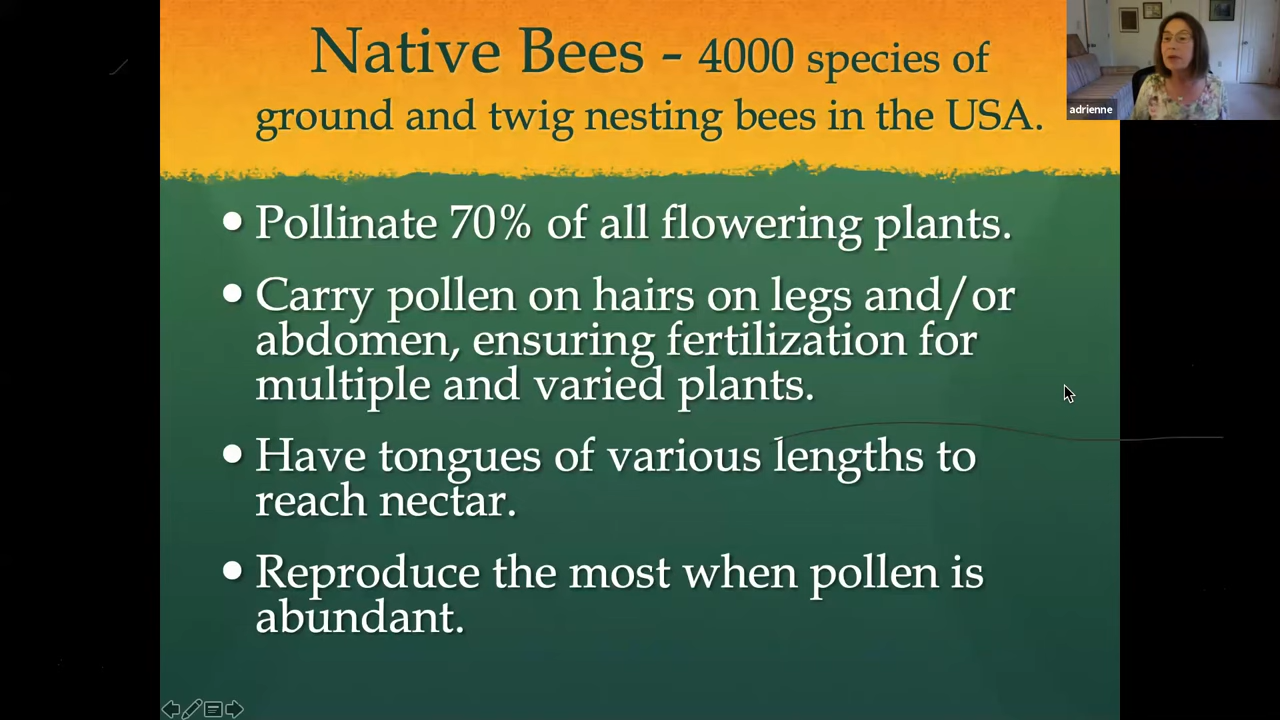 Native Bees - 4000 species of
ground and twig nesting bees in the USA.
adrienne
• Pollinate 70% of all flowering plants.
• Carry pollen on hairs on legs and/or
abdomen, ensuring fertilization for
multiple and varied plants.
• Have tongues of various lengths to
reach nectar.
• Reproduce the most when pollen is
abundant.